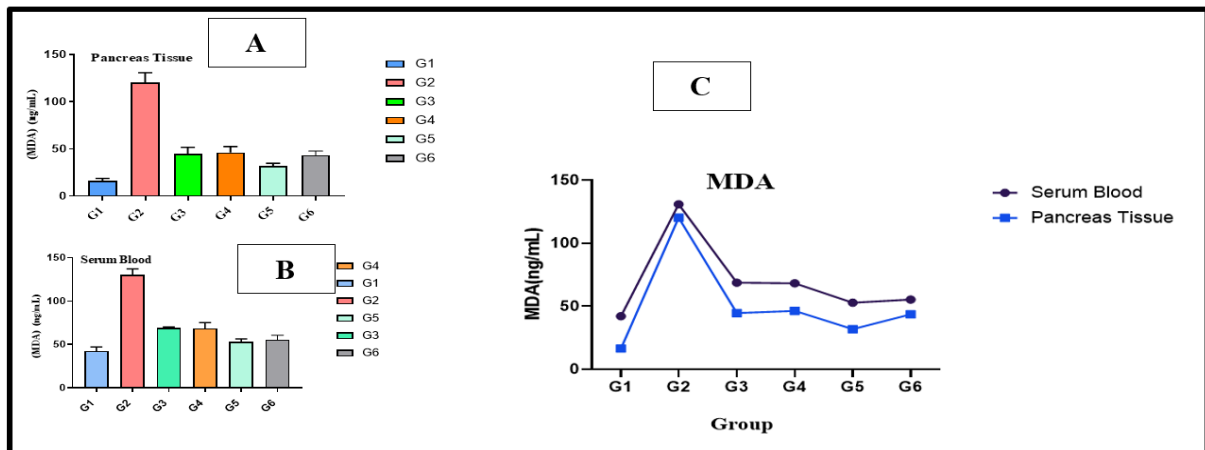 A
Pancreas Tissue
(MDA) (ng/mL)
150
100
50
0
G1
G2
G3
G4
G5
G6
G1
G2
G3
G4
G5
G6
B
Serum Blood
(MDA) (ng/mL)
150
100
50
0
G1
G2
G3
G4
G5
G6
G4
G1
G2
G5
G3
G6
C
MDA
MDA(ng/mL)
150
100
50
0
G1
G2
G3
G4
G5
G6
Group
Serum Blood
Pancreas Tissue